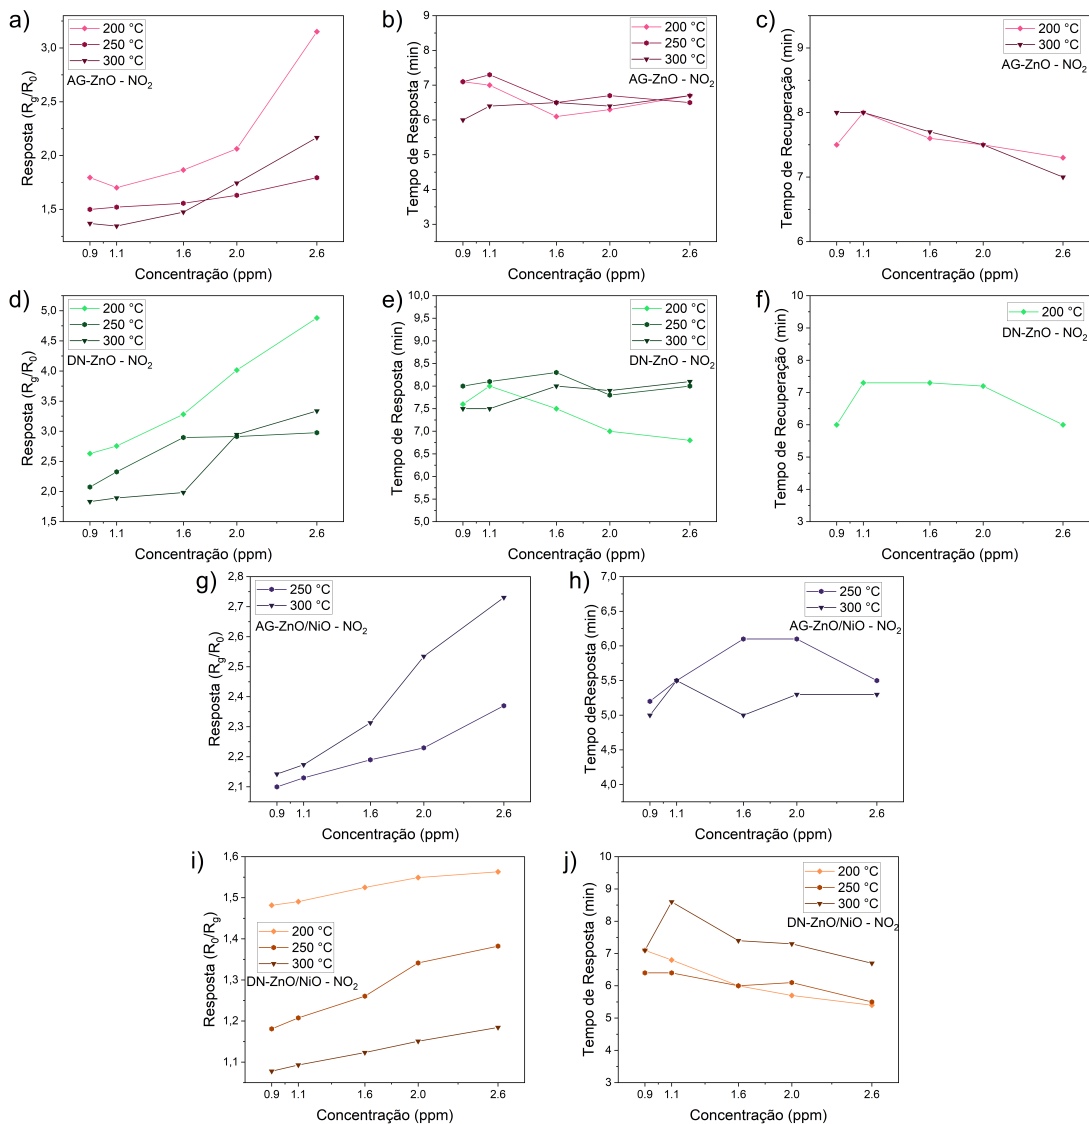 a)
200 °C
250 °C
300 °C
AG-ZnO - NO2
Resposta (Rg/R0)
3,0
2,5
2,0
1,5
0.9 1.1 1.6 2.0 2.6
Concentração (ppm)
b)
200 °C
250 °C
300 °C
AG-ZnO - NO2
Tempo de Resposta (min)
9
8
7
6
5
4
3
0.9 1.1 1.6 2.0 2.6
Concentração (ppm)
c)
200 °C
300 °C
AG-ZnO - NO2
Tempo de Recuperação (min)
9
8
7
6
0.9 1.1 1.6 2.0 2.6
Concentração (ppm)
d)
200 °C
250 °C
300 °C
DN-ZnO - NO2
Resposta (Rg/R0)
5,0
4,5
4,0
3,5
3,0
2,5
2,0
1,5
0.9 1.1 1.6 2.0 2.6
Concentração (ppm)
e)
200 °C
250 °C
300 °C
DN-ZnO - NO2
Tempo de Resposta (min)
10,0
9,5
9,0
8,5
8,0
7,5
7,0
6,5
6,0
5,5
5,0
0.9 1.1 1.6 2.0 2.6
Concentração (ppm)
f)
200 °C
DN-ZnO - NO2
Tempo de Recuperação (min)
10
9
8
7
6
5
4
3
0.9 1.1 1.6 2.0 2.6
Concentração (ppm)
g)
250 °C
300 °C
AG-ZnO/NiO - NO2
Resposta (Rg/R0)
2,8
2,7
2,6
2,5
2,4
2,3
2,2
2,1
0.9 1.1 1.6 2.0 2.6
Concentração (ppm)
h)
250 °C
300 °C
AG-ZnO/NiO - NO2
Tempo deResposta (min)
7,0
6,5
6,0
5,5
5,0
4,5
4,0
0.9 1.1 1.6 2.0 2.6
Concentração (ppm)
i)
200 °C
250 °C
300 °C
DN-ZnO/NiO - NO2
Resposta (R0/Rg)
1,6
1,5
1,4
1,3
1,2
1,1
0.9 1.1 1.6 2.0 2.6
Concentração (ppm)
j)
200 °C
250 °C
300 °C
DN-ZnO/NiO - NO2
Tempo de Resposta (min)
10
9
8
7
6
5
4
3
0.9 1.1 1.6 2.0 2.6
Concentração (ppm)